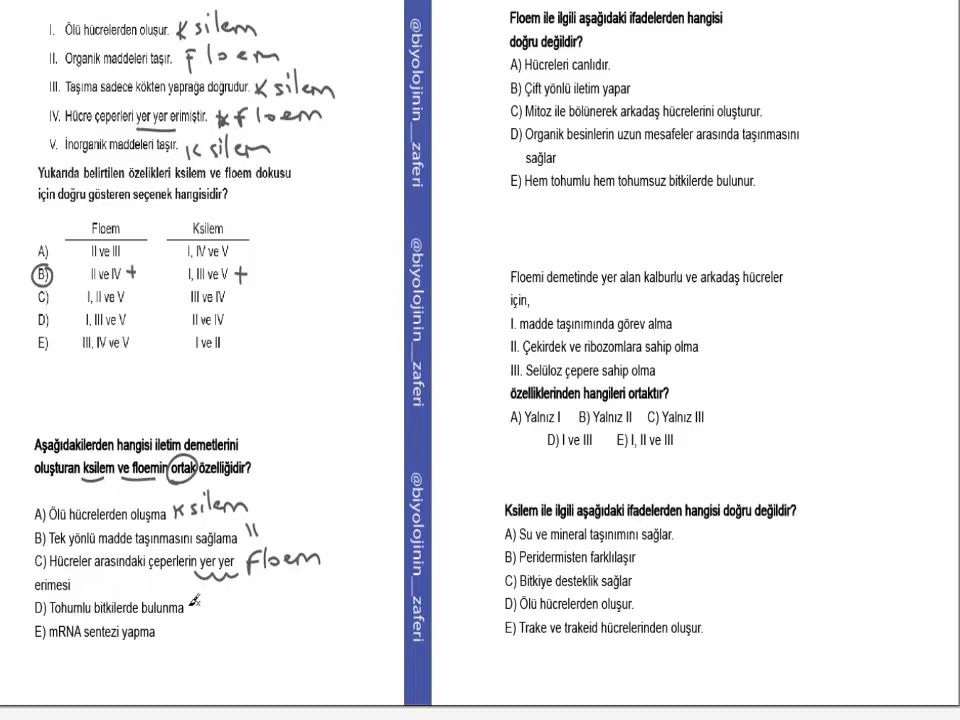 I. Ölü hücrelerden oluşur. Ksilem
II. Organik maddeleri taşır. Floem
III. Taşıma sadece kökten yaprağa doğrudur. Ksilem
IV. Hücre çeperleri yer yer erimiştir. Floem
V. İnorganik maddeleri taşır. Ksilem
Yukarıda belirtilen özelikleri ksilem ve floem dokusu
için doğru gösteren seçenek hangisidir?
Floem Ksilem
A) II ve III I, IV ve V
B) II ve IV + I, III ve V +
C) I, II ve V III ve IV
D) I, III ve V II ve IV
E) III, IV ve V I ve II
Aşağıdakilerden hangisi iletim demetlerini
oluşturan ksilem ve floemin ortak özelliğidir?
A) Ölü hücrelerden oluşma Ksilem
B) Tek yönlü madde taşınmasını sağlama "
C) Hücreler arasındaki çeperlerin yer yer Floem
erimesi
D) Tohumlu bitkilerde bulunma
E) mRNA sentezi yapma
@biyolojinin__zaferi
@biyolojinin__zaferi
@biyolojinin__zaferi
Floem ile ilgili aşağıdaki ifadelerden hangisi
doğru değildir?
A) Hücreleri canlıdır.
B) Çift yönlü iletim yapar
C) Mitoz ile bölünerek arkadaş hücrelerini oluşturur.
D) Organik besinlerin uzun mesafeler arasında taşınmasını
sağlar
E) Hem tohumlu hem tohumsuz bitkilerde bulunur.
Floemi demetinde yer alan kalburlu ve arkadaş hücreler
için,
I. madde taşınımında görev alma
II. Çekirdek ve ribozomlara sahip olma
III. Selüloz çepere sahip olma
özelliklerinden hangileri ortaktır?
A) Yalnız I B) Yalnız II C) Yalnız III
D) I ve III E) I, II ve III
Ksilem ile ilgili aşağıdaki ifadelerden hangisi doğru değildir?
A) Su ve mineral taşınımını sağlar.
B) Peridermisten farklılaşır
C) Bitkiye desteklik sağlar
D) Ölü hücrelerden oluşur.
E) Trake ve trakeid hücrelerinden oluşur.